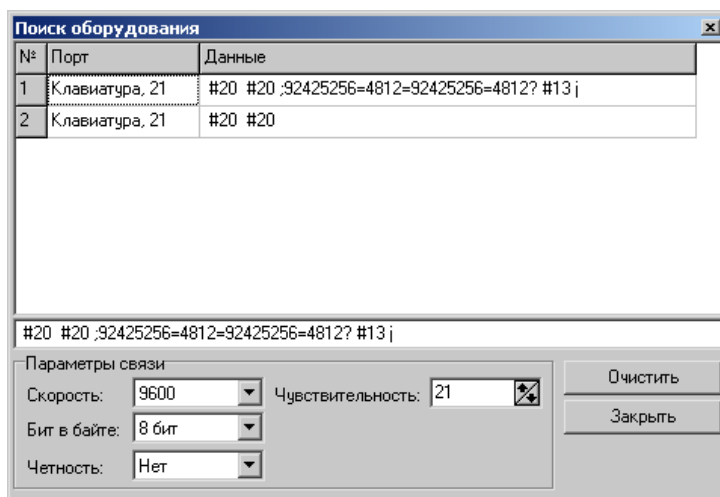 Поиск оборудования
№ Порт Данные
1 Клавиатура, 21 #20 #20 ;92425256=4812=92425256=4812? #13 j
2 Клавиатура, 21 #20 #20
#20 #20 ;92425256=4812=92425256=4812? #13 j
Параметры связи
Скорость: 9600 Чувствительность: 21 Очистить
Бит в байте: 8 бит Закрыть
Четность: Нет